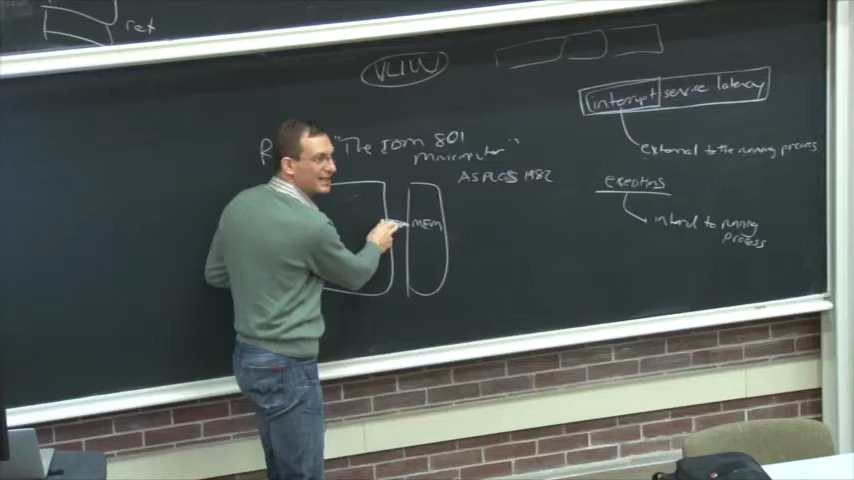 ret
VLIW
interrupt service latency
"The IBM 801
minicomputer"
external to the running process
ASPLOS 1982
exceptions
MEM
internal to running
process